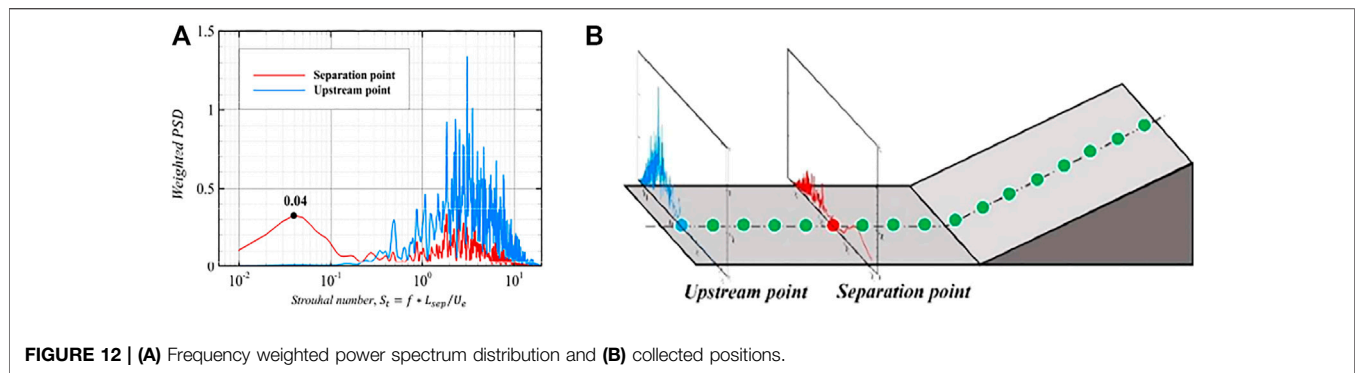 A
B
1.5
1
0.5
0
Weighted PSD
Separation point
Upstream point
0.04
10^-2
10^-1
10^0
10^1
Strouhal number, S_t = f * L_sep/U_e
Upstream point
Separation point
FIGURE 12 | (A) Frequency weighted power spectrum distribution and (B) collected positions.